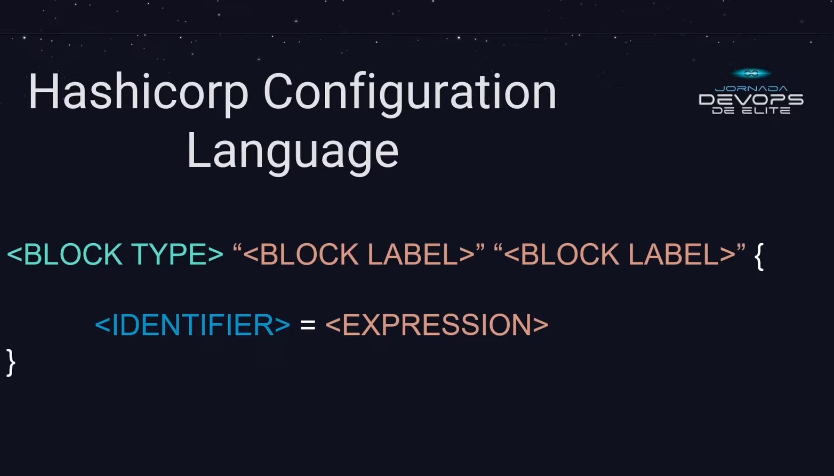 Hashicorp Configuration
Language
JORNADA
DEVOPS
DE ELITE
<BLOCK TYPE> “<BLOCK LABEL>” “<BLOCK LABEL>” {
<IDENTIFIER> = <EXPRESSION>
}